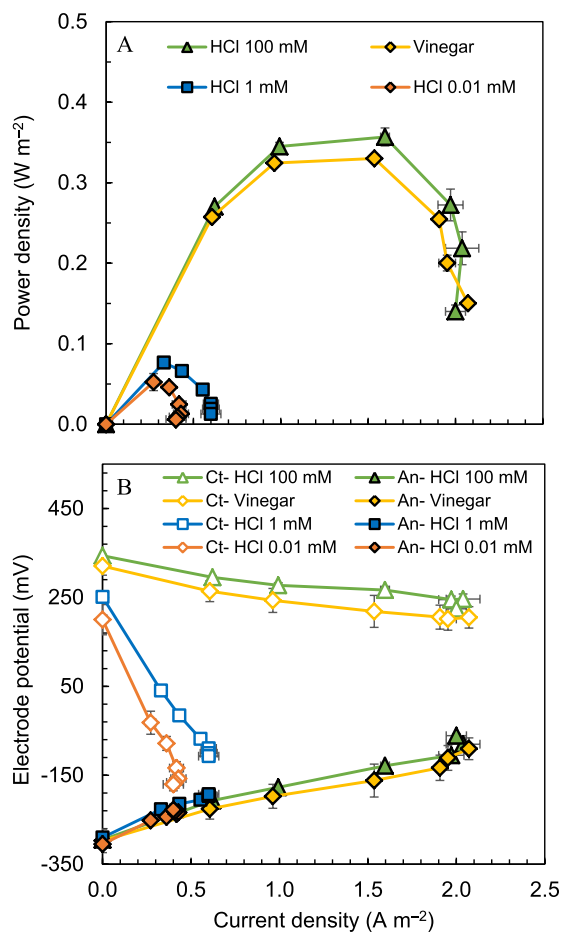 0.5
A
HCl 100 mM
Vinegar
0.4
HCl 1 mM
HCl 0.01 mM
0.3
0.2
0.1
0.0
Power density (W m⁻²)
B
Ct- HCl 100 mM
An- HCl 100 mM
450
Ct- Vinegar
An- Vinegar
Ct- HCl 1 mM
An- HCl 1 mM
Ct- HCl 0.01 mM
An- HCl 0.01 mM
250
50
-150
-350
Electrode potential (mV)
0.0 0.5 1.0 1.5 2.0 2.5
Current density (A m⁻²)